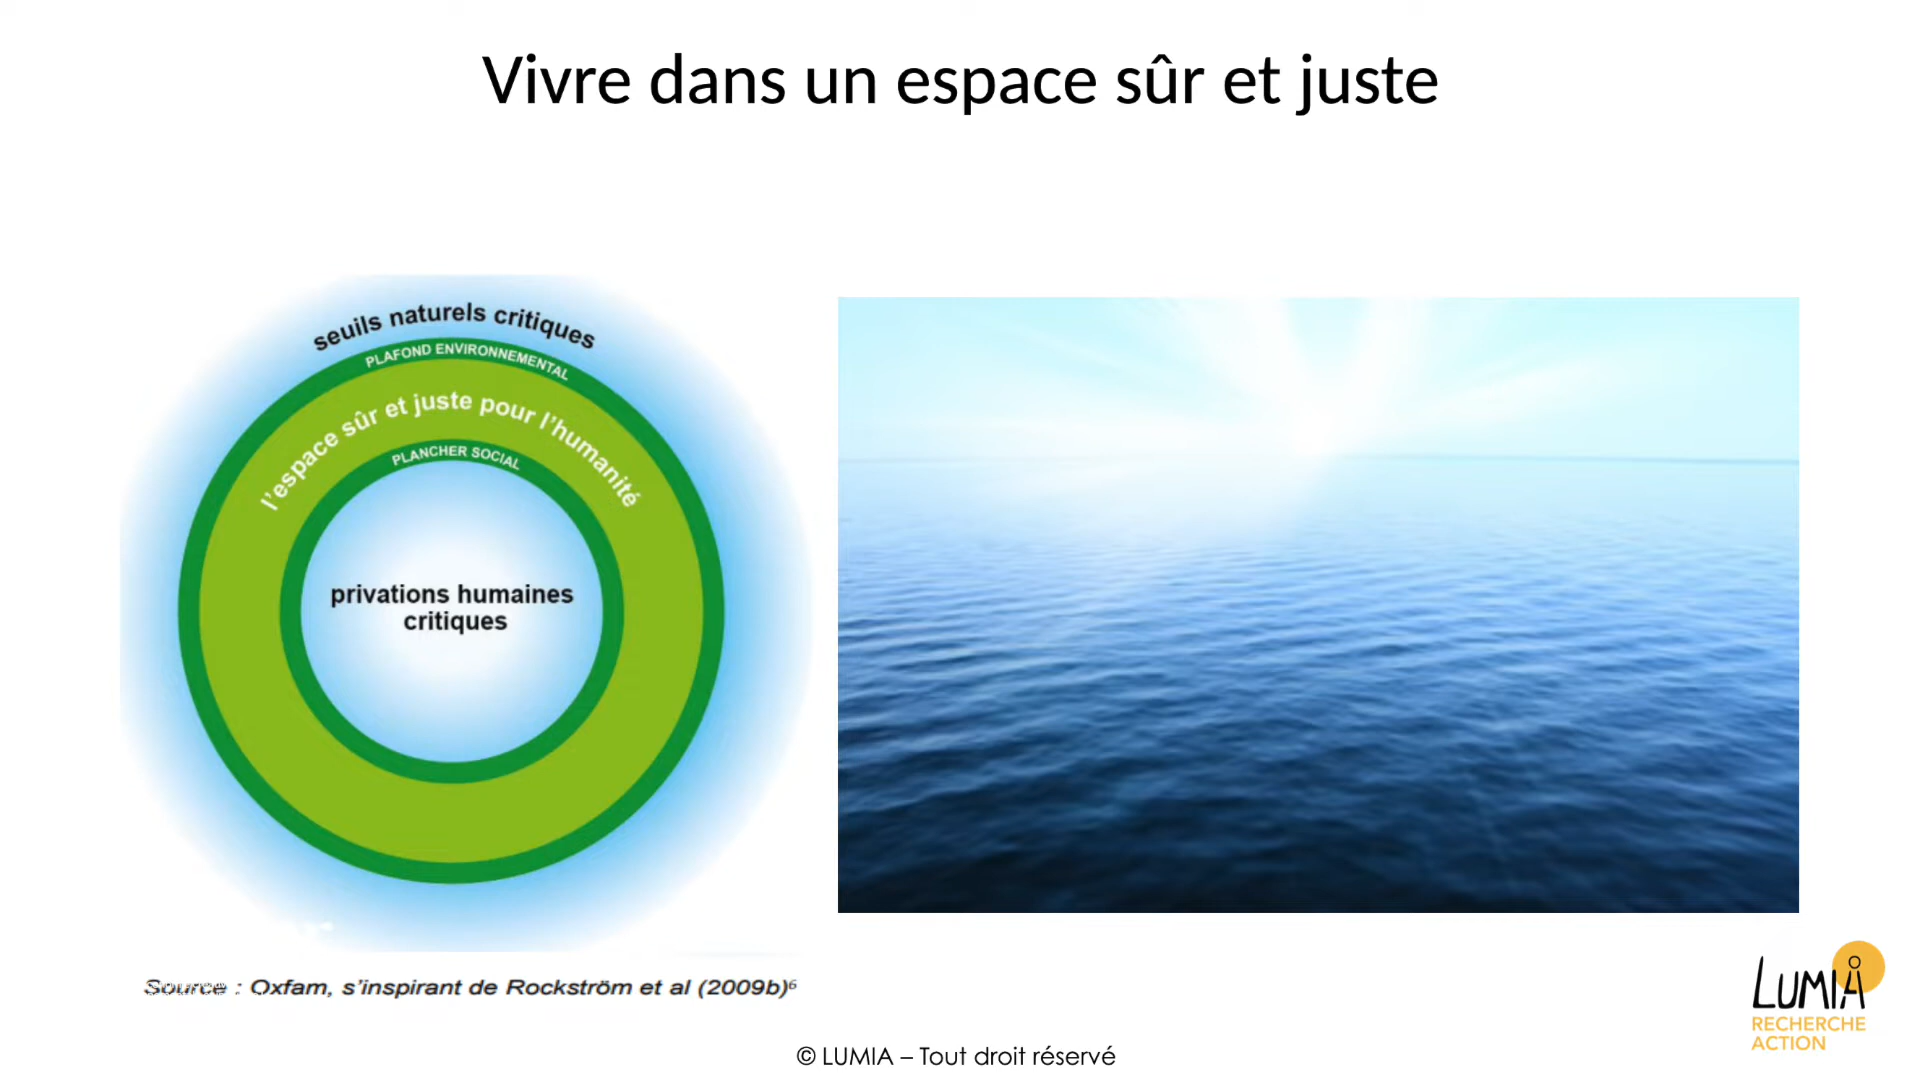 Vivre dans un espace sûr et juste
seuils naturels critiques
PLAFOND ENVIRONNEMENTAL
l'espace sûr et juste pour l'humanité
PLANCHER SOCIAL
privations humaines
critiques
Source : Oxfam, s'inspirant de Rockström et al (2009b)⁶
LUMIA
RECHERCHE
ACTION
© LUMIA – Tout droit réservé